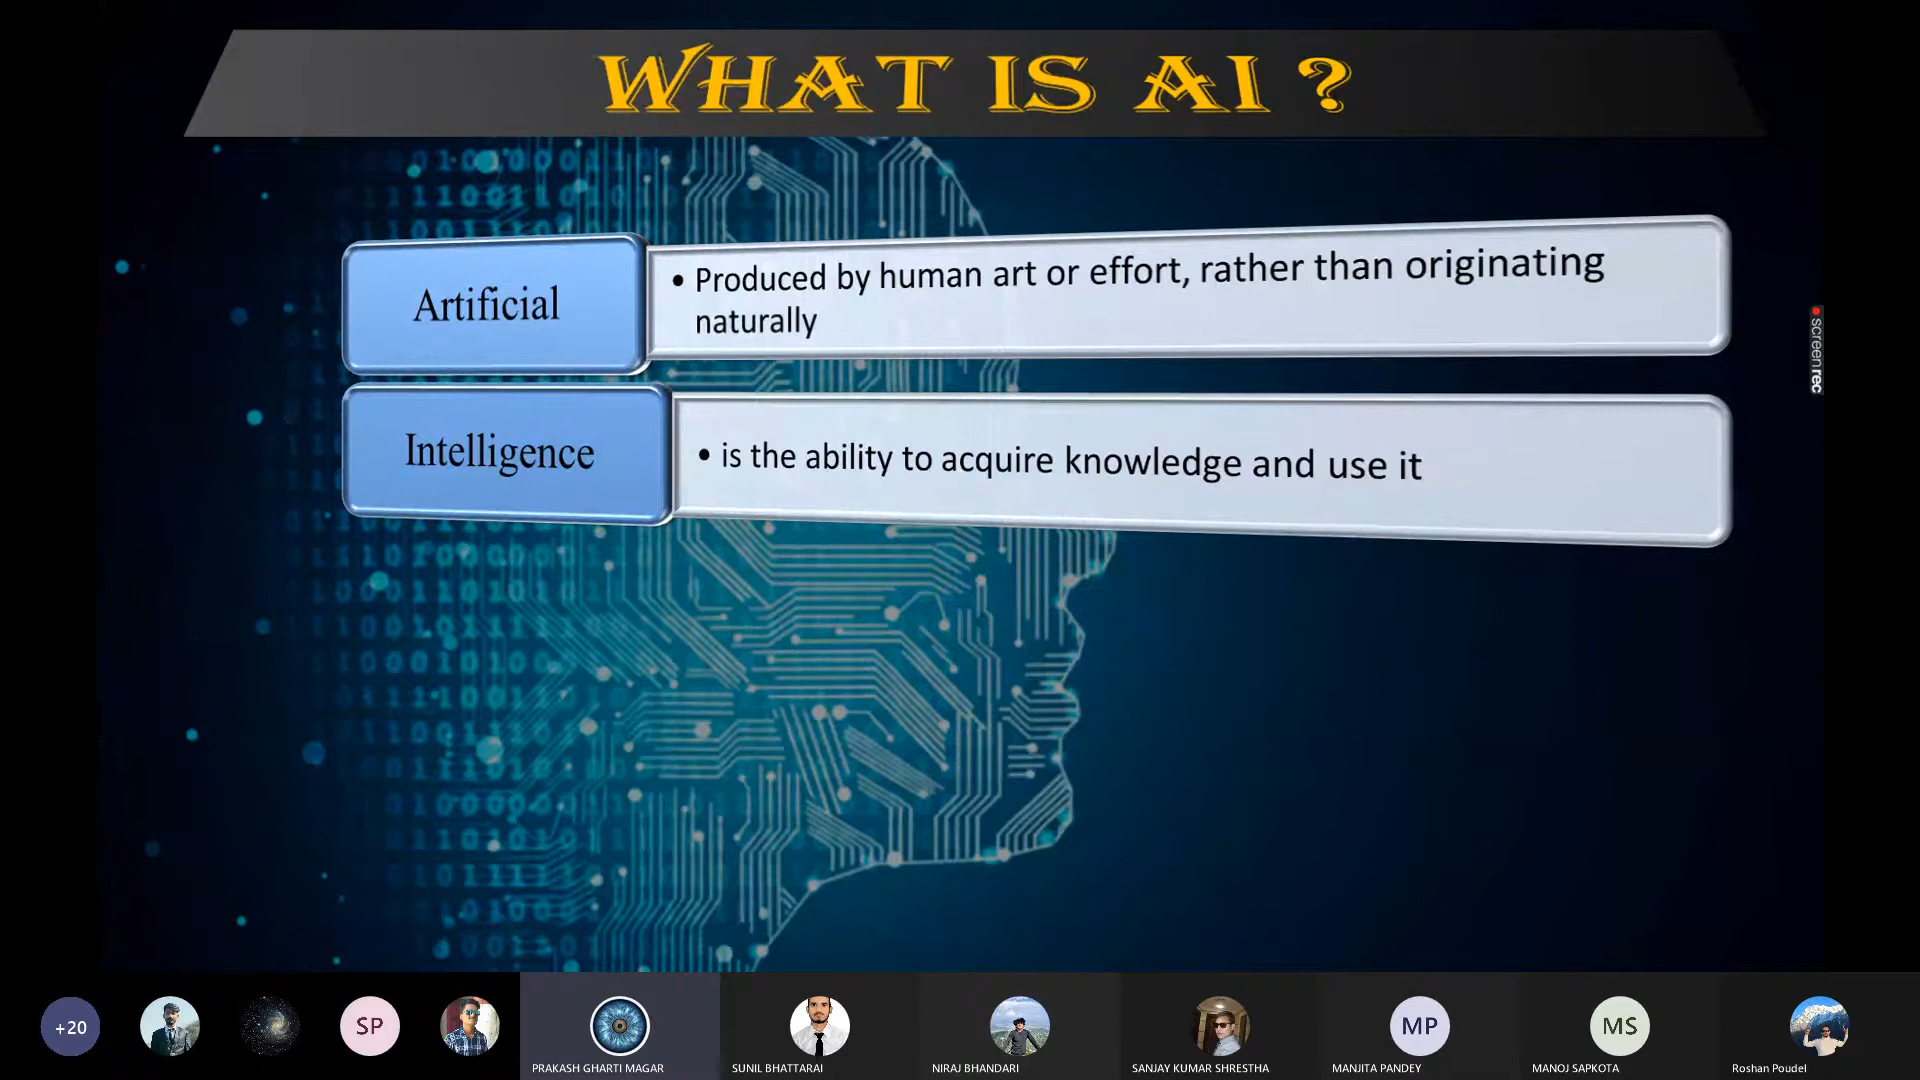 WHAT IS AI ?
Artificial
• Produced by human art or effort, rather than originating
naturally
Intelligence
• is the ability to acquire knowledge and use it
screenrec
+20
SP
MP
MS
PRAKASH GHARTI MAGAR
SUNIL BHATTARAI
NIRAJ BHANDARI
SANJAY KUMAR SHRESTHA
MANJITA PANDEY
MANOJ SAPKOTA
Roshan Poudel